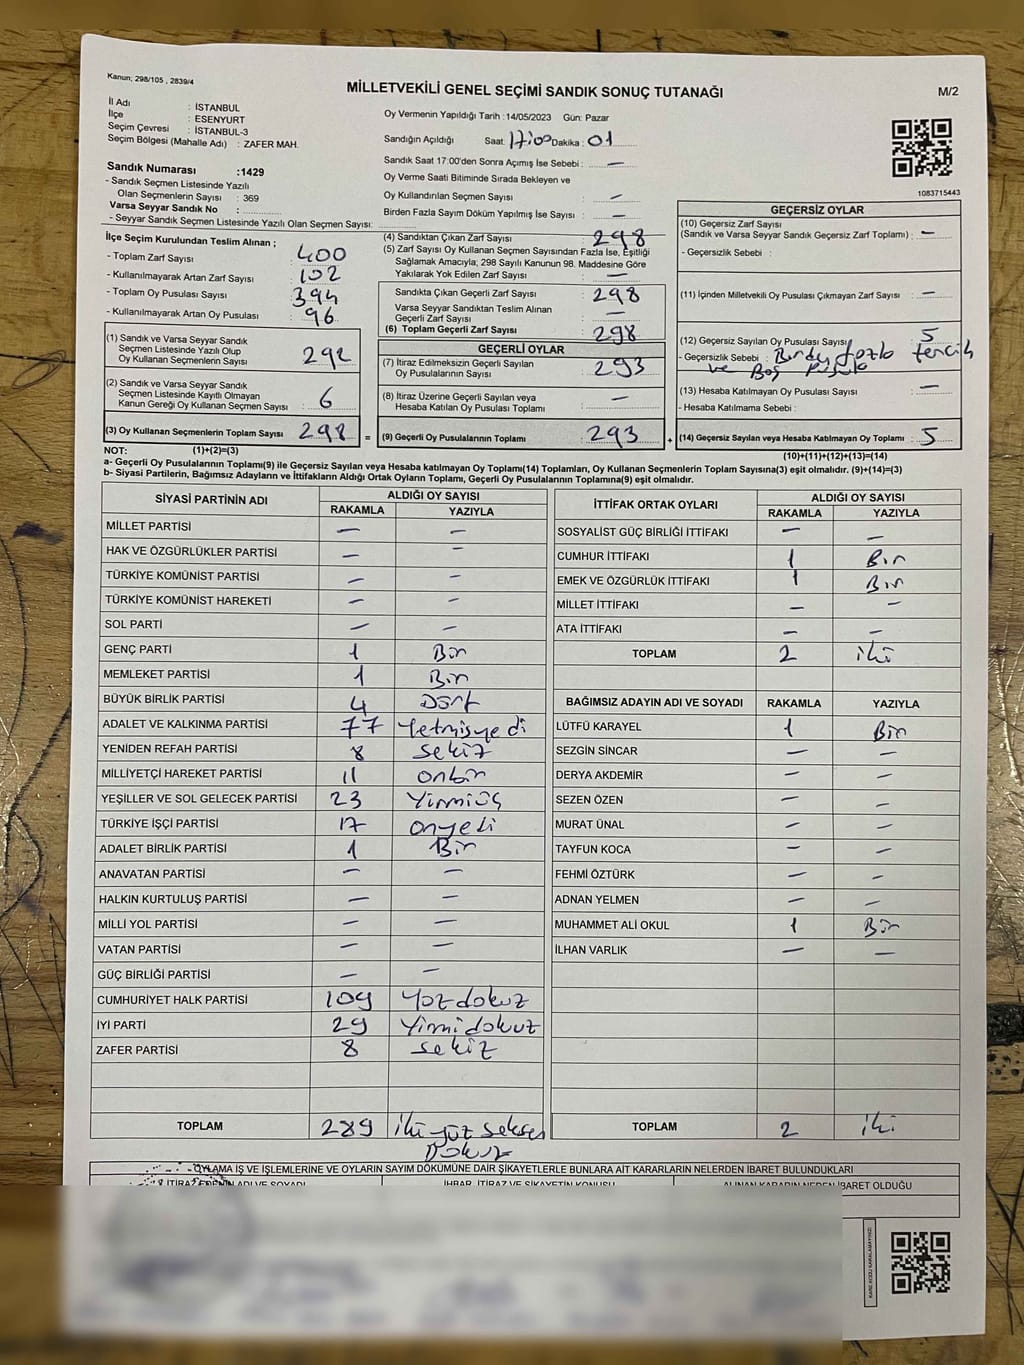 Kanun; 298/105 , 2839/4
MİLLETVEKİLİ GENEL SEÇİMİ SANDIK SONUÇ TUTANAĞI
M/2
İl Adı : İSTANBUL
İlçe : ESENYURT
Seçim Çevresi : İSTANBUL-3
Seçim Bölgesi (Mahalle Adı) : ZAFER MAH.
Oy Vermenin Yapıldığı Tarih : 14/05/2023 Gün: Pazar
Sandığın Açıldığı Saat: 17:00 Dakika : 01
Sandık Saat 17:00'den Sonra Açılmış İse Sebebi : —
Oy Verme Saati Bitiminde Sırada Bekleyen ve
Oy Kullandırılan Seçmen Sayısı : —
Birden Fazla Sayım Döküm Yapılmış İse Sayısı : —
1083715443
Sandık Numarası :1429
- Sandık Seçmen Listesinde Yazılı
Olan Seçmenlerin Sayısı : 369
Varsa Seyyar Sandık No :
- Seyyar Sandık Seçmen Listesinde Yazılı Olan Seçmen Sayısı:
İlçe Seçim Kurulundan Teslim Alınan ;
- Toplam Zarf Sayısı : 400
- Kullanılmayarak Artan Zarf Sayısı : 102
- Toplam Oy Pusulası Sayısı : 394
- Kullanılmayarak Artan Oy Pusulası : 96
(1) Sandık ve Varsa Seyyar Sandık
Seçmen Listesinde Yazılı Olup
Oy Kullanan Seçmenlerin Sayısı : 292
(2) Sandık ve Varsa Seyyar Sandık
Seçmen Listesinde Kayıtlı Olmayan
Kanun Gereği Oy Kullanan Seçmen Sayısı : 6
(3) Oy Kullanan Seçmenlerin Toplam Sayısı : 298 =
(4) Sandıktan Çıkan Zarf Sayısı : 298
(5) Zarf Sayısı Oy Kullanan Seçmen Sayısından Fazla İse, Eşitliği
Sağlamak Amacıyla; 298 Sayılı Kanunun 98. Maddesine Göre
Yakılarak Yok Edilen Zarf Sayısı : —
Sandıkta Çıkan Geçerli Zarf Sayısı : 298
Varsa Seyyar Sandıktan Teslim Alınan
Geçerli Zarf Sayısı : —
(6) Toplam Geçerli Zarf Sayısı : 298
GEÇERLİ OYLAR
(7) İtiraz Edilmeksizin Geçerli Sayılan
Oy Pusulalarının Sayısı : 293
(8) İtiraz Üzerine Geçerli Sayılan veya
Hesaba Katılan Oy Pusulası Toplamı : —
(9) Geçerli Oy Pusulalarının Toplamı : 293 +
GEÇERSİZ OYLAR
(10) Geçersiz Zarf Sayısı
(Sandık ve Varsa Seyyar Sandık Geçersiz Zarf Toplamı) : —
- Geçersizlik Sebebi :
(11) İçinden Milletvekili Oy Pusulası Çıkmayan Zarf Sayısı : —
(12) Geçersiz Sayılan Oy Pusulası Sayısı : 5
- Geçersizlik Sebebi : Birden fazla tercih
ve Boş pusula
(13) Hesaba Katılmayan Oy Pusulası Sayısı : —
- Hesaba Katılmama Sebebi :
(14) Geçersiz Sayılan veya Hesaba Katılmayan Oy Toplamı : 5
NOT: (1)+(2)=(3)
(10)+(11)+(12)+(13)=(14)
a- Geçerli Oy Pusulalarının Toplamı(9) ile Geçersiz Sayılan veya Hesaba katılmayan Oy Toplamı(14) Toplamları, Oy Kullanan Seçmenlerin Toplam Sayısına(3) eşit olmalıdır. (9)+(14)=(3)
b- Siyasi Partilerin, Bağımsız Adayların ve İttifakların Aldığı Ortak Oyların Toplamı, Geçerli Oy Pusulalarının Toplamına(9) eşit olmalıdır.
SİYASİ PARTİNİN ADI ALDIĞI OY SAYISI
RAKAMLA YAZIYLA
MİLLET PARTİSİ — —
HAK VE ÖZGÜRLÜKLER PARTİSİ — —
TÜRKİYE KOMÜNİST PARTİSİ — —
TÜRKİYE KOMÜNİST HAREKETİ — —
SOL PARTİ — —
GENÇ PARTİ 1 Bir
MEMLEKET PARTİSİ 1 Bir
BÜYÜK BİRLİK PARTİSİ 4 Dört
ADALET VE KALKINMA PARTİSİ 77 Yetmişyedi
YENİDEN REFAH PARTİSİ 8 sekiz
MİLLİYETÇİ HAREKET PARTİSİ 11 onbir
YEŞİLLER VE SOL GELECEK PARTİSİ 23 Yirmiüç
TÜRKİYE İŞÇİ PARTİSİ 17 onyedi
ADALET BİRLİK PARTİSİ 1 Bir
ANAVATAN PARTİSİ — —
HALKIN KURTULUŞ PARTİSİ — —
MİLLİ YOL PARTİSİ — —
VATAN PARTİSİ — —
GÜÇ BİRLİĞİ PARTİSİ — —
CUMHURİYET HALK PARTİSİ 109 Yüzdokuz
İYİ PARTİ 29 Yirmidokuz
ZAFER PARTİSİ 8 sekiz
TOPLAM 289 ikiyüz seksen
Dokuz
İTTİFAK ORTAK OYLARI ALDIĞI OY SAYISI
RAKAMLA YAZIYLA
SOSYALİST GÜÇ BİRLİĞİ İTTİFAKI — —
CUMHUR İTTİFAKI 1 Bir
EMEK VE ÖZGÜRLÜK İTTİFAKI 1 Bir
MİLLET İTTİFAKI — —
ATA İTTİFAKI — —
TOPLAM 2 iki
BAĞIMSIZ ADAYIN ADI VE SOYADI RAKAMLA YAZIYLA
LÜTFÜ KARAYEL 1 Bir
SEZGİN SİNCAR — —
DERYA AKDEMİR — —
SEZEN ÖZEN — —
MURAT ÜNAL — —
TAYFUN KOCA — —
FEHMİ ÖZTÜRK — —
ADNAN YELMEN — —
MUHAMMET ALİ OKUL 1 Bir
İLHAN VARLIK — —
TOPLAM 2 iki
OYLAMA İŞ VE İŞLEMLERİNE VE OYLARIN SAYIM DÖKÜMÜNE DAİR ŞİKAYETLERLE BUNLARA AİT KARARLARIN NELERDEN İBARET BULUNDUKLARI
İTİRAZ EDENİN ADI VE SOYADI İHBAR, İTİRAZ VE ŞİKAYETİN KONUSU ALINAN KARARIN NEDEN İBARET OLDUĞU
KARE KODU KARALAMAYINIZ!